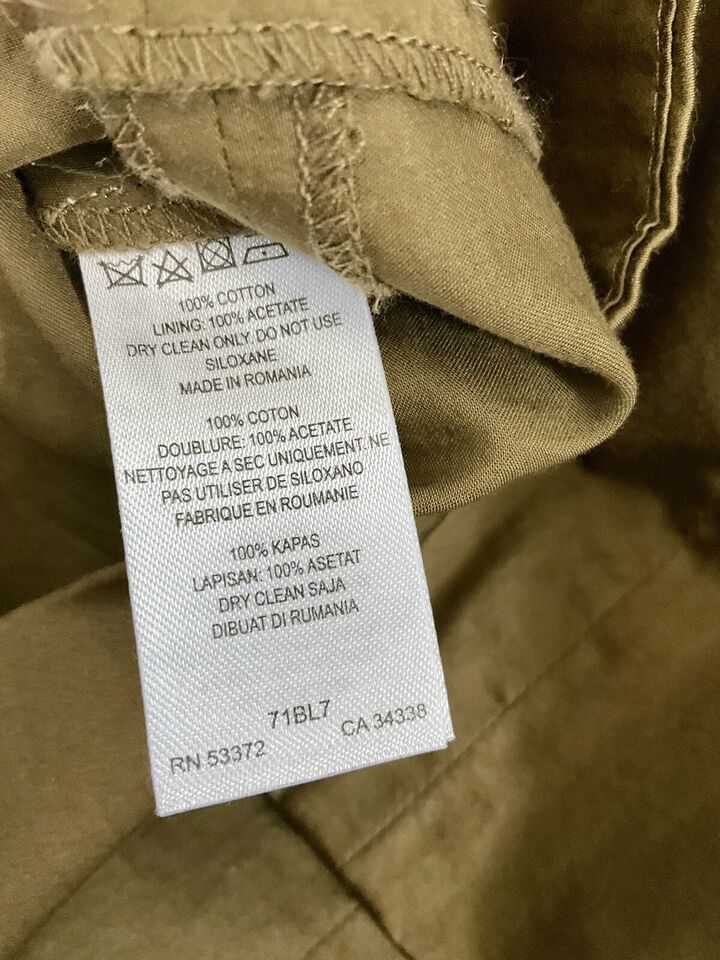 100% COTTON
LINING: 100% ACETATE
DRY CLEAN ONLY. DO NOT USE
SILOXANE
MADE IN ROMANIA
100% COTON
DOUBLURE: 100% ACETATE
NETTOYAGE A SEC UNIQUEMENT. NE
PAS UTILISER DE SILOXANO
FABRIQUE EN ROUMANIE
100% KAPAS
LAPISAN: 100% ASETAT
DRY CLEAN SAJA
DIBUAT DI RUMANIA
71BL7
RN 53372 CA 34338